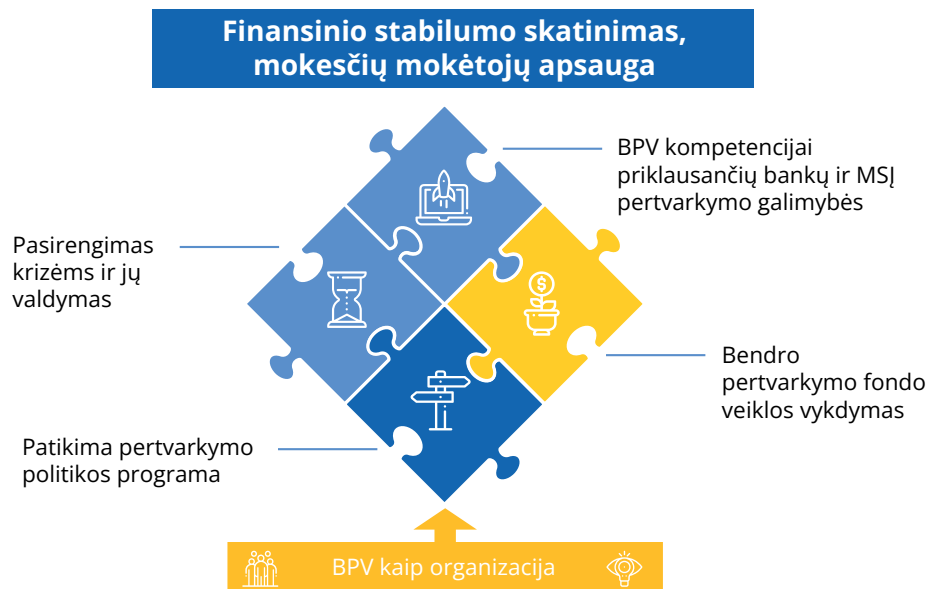 Finansinio stabilumo skatinimas,
mokesčių mokėtojų apsauga
BPV kompetencijai
priklausančių bankų ir MSĮ
pertvarkymo galimybės
Pasirengimas
krizėms ir jų
valdymas
$
Bendro
pertvarkymo fondo
veiklos vykdymas
Patikima pertvarkymo
politikos programa
BPV kaip organizacija